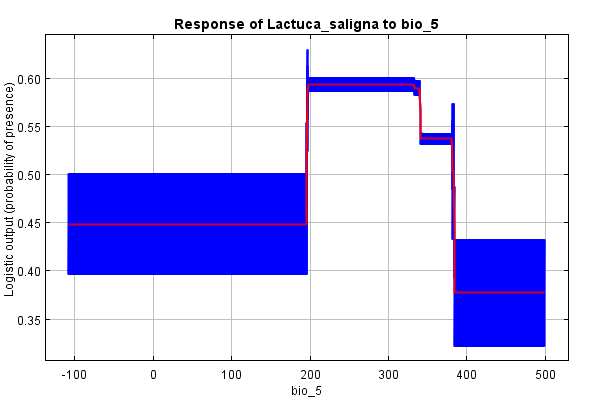 Response of Lactuca_saligna to bio_5
Logistic output (probability of presence)
0.60
0.55
0.50
0.45
0.40
0.35
-100 0 100 200 300 400 500
bio_5